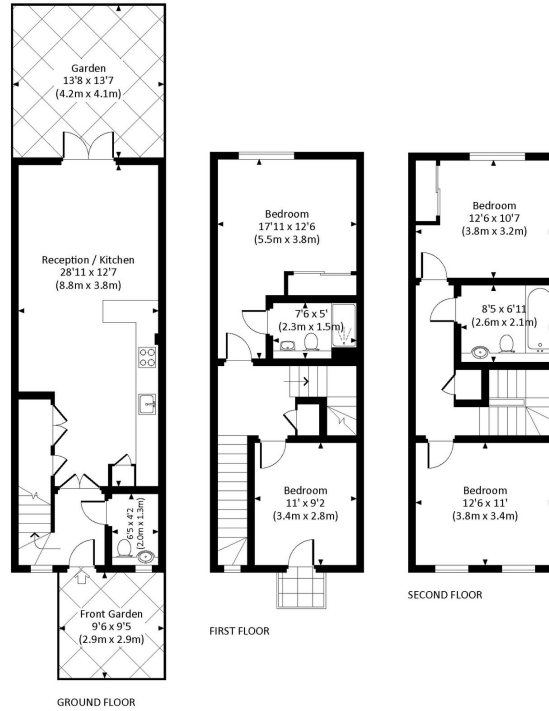 Garden
13'8 x 13'7
(4.2m x 4.1m)
Reception / Kitchen
28'11 x 12'7
(8.8m x 3.8m)
6'5 x 4'2
(2.0m x 1.3m)
Front Garden
9'6 x 9'5
(2.9m x 2.9m)
GROUND FLOOR
Bedroom
17'11 x 12'6
(5.5m x 3.8m)
7'6 x 5'
(2.3m x 1.5m)
Bedroom
11' x 9'2
(3.4m x 2.8m)
FIRST FLOOR
Bedroom
12'6 x 10'7
(3.8m x 3.2m)
8'5 x 6'11
(2.6m x 2.1m)
Bedroom
12'6 x 11'
(3.8m x 3.4m)
SECOND FLOOR